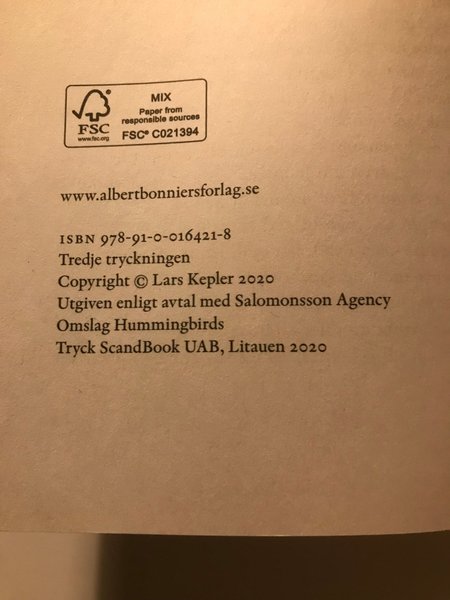 FSC
www.fsc.org
MIX
Paper from
responsible sources
FSC® C021394
www.albertbonniersforlag.se
ISBN 978-91-0-016421-8
Tredje tryckningen
Copyright © Lars Kepler 2020
Utgiven enligt avtal med Salomonsson Agency
Omslag Hummingbirds
Tryck ScandBook UAB, Litauen 2020